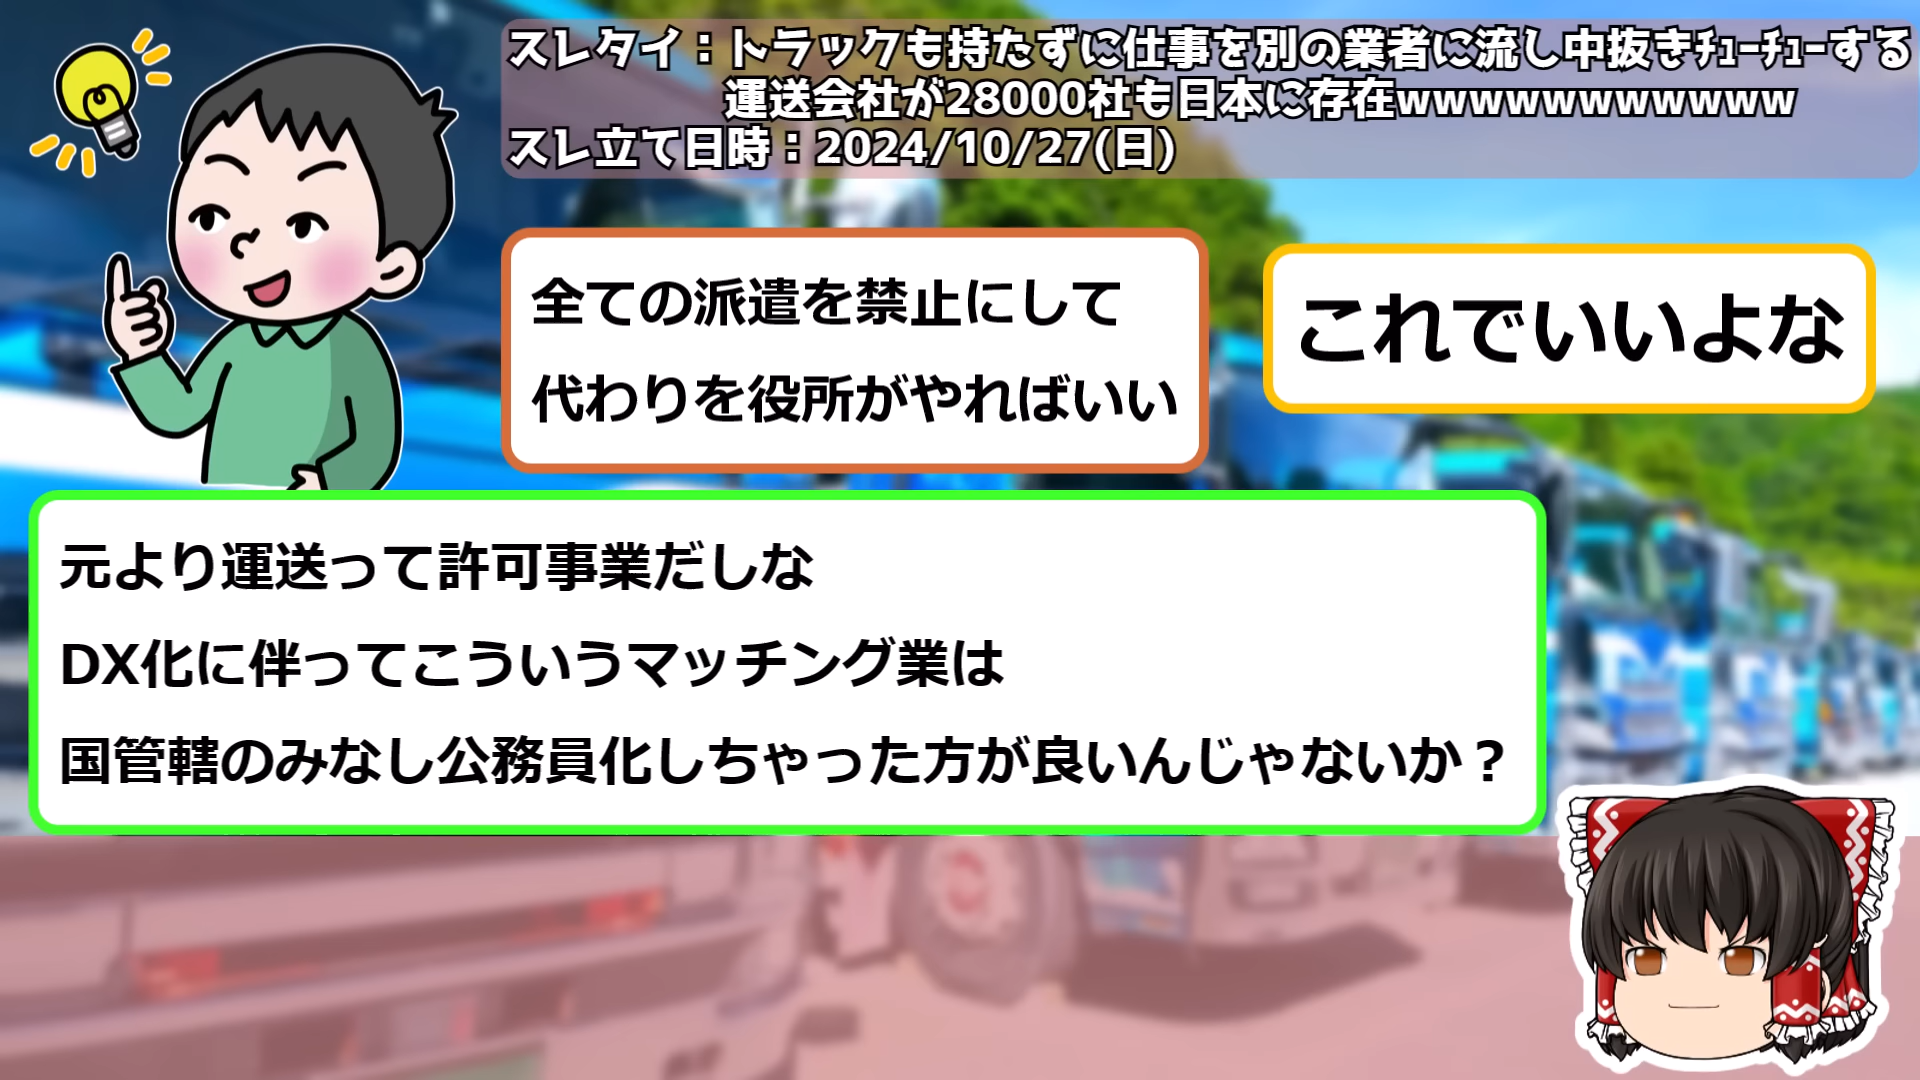 スレタイ：トラックも持たずに仕事を別の業者に流し中抜きﾁｭｰﾁｭｰする
運送会社が28000社も日本に存在wwwwwwwwwww
スレ立て日時：2024/10/27(日)
全ての派遣を禁止にして
代わりを役所がやればいい
これでいいよな
元より運送って許可事業だしな
DX化に伴ってこういうマッチング業は
国管轄のみなし公務員化しちゃった方が良いんじゃないか？